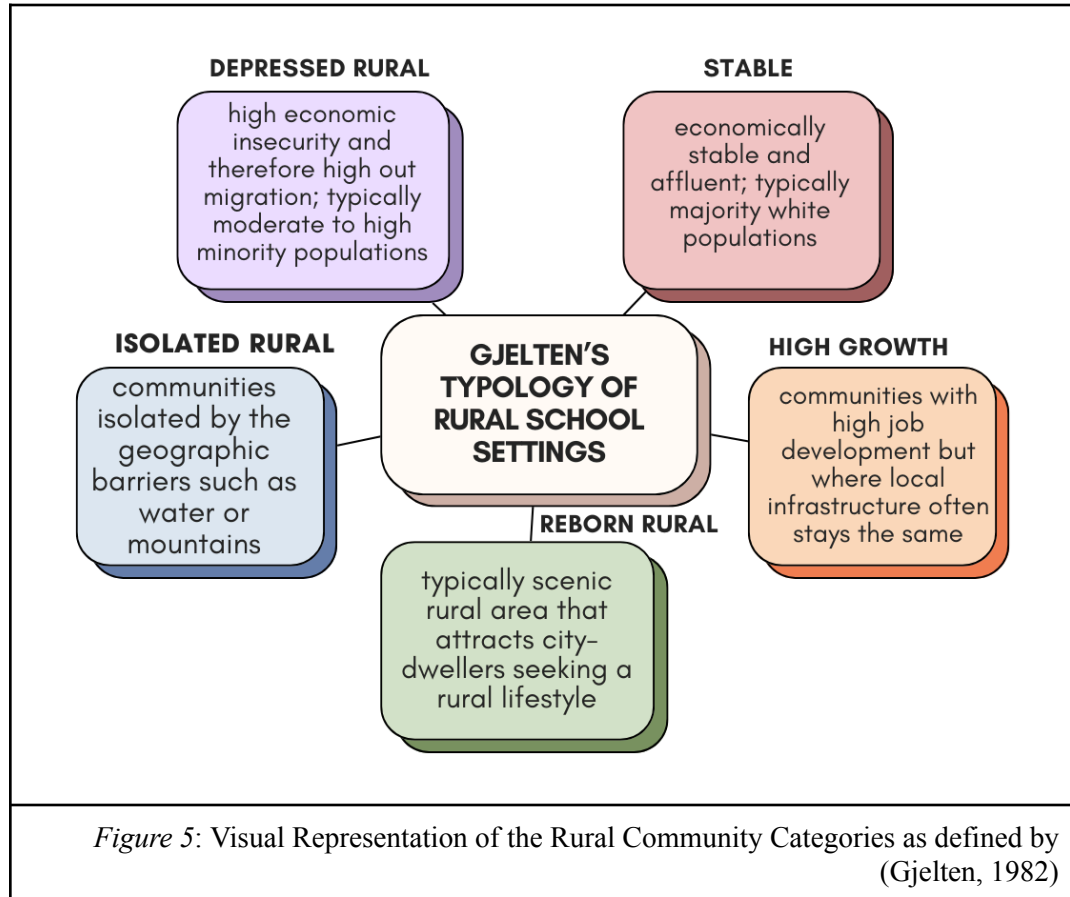 DEPRESSED RURAL
high economic
insecurity and
therefore high out
migration; typically
moderate to high
minority populations
STABLE
economically
stable and
affluent; typically
majority white
populations
ISOLATED RURAL
communities
isolated by the
geographic
barriers such as
water or
mountains
GJELTEN’S
TYPOLOGY OF
RURAL SCHOOL
SETTINGS
HIGH GROWTH
communities with
high job
development but
where local
infrastructure often
stays the same
REBORN RURAL
typically scenic
rural area that
attracts city-
dwellers seeking a
rural lifestyle
Figure 5: Visual Representation of the Rural Community Categories as defined by
(Gjelten, 1982)